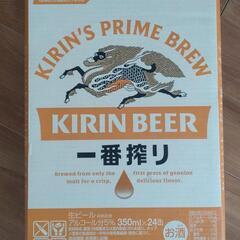 KIRIN'S PRIME BREW
KIRIN BEER
一番搾り
Brewed from only the first press of genuine
malt for a crisp, delicious flavor.
生ビール
アルコール分5% 350ml×24缶
お酒